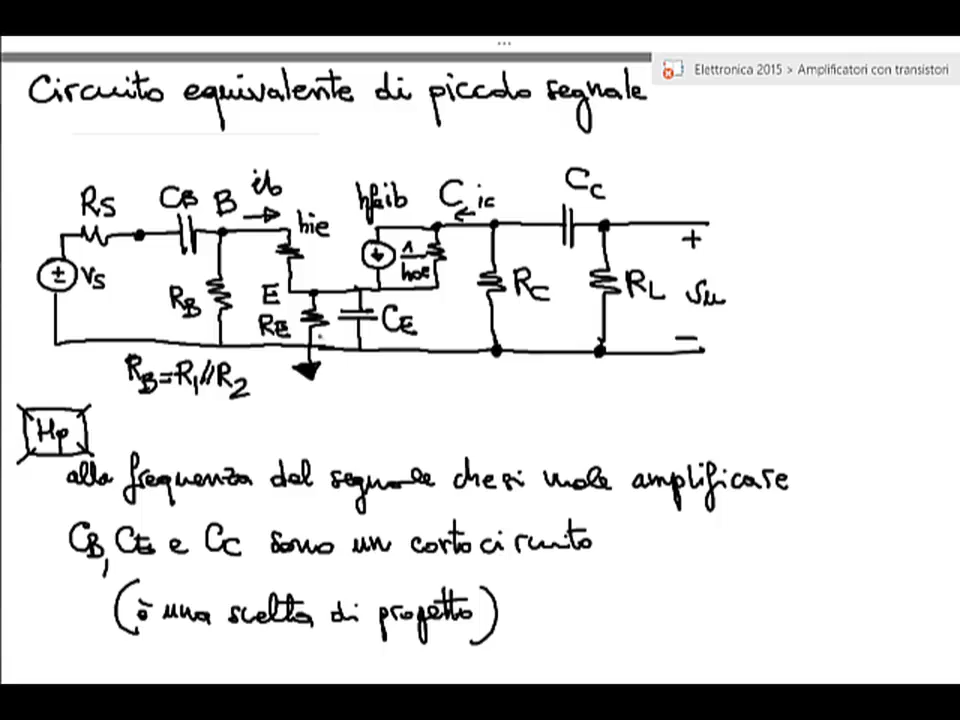 ...
Elettronica 2015 > Amplificatori con transistori
Circuito equivalente di piccolo segnale
RS CB B ib hie hfeib C ic CC
+
vS RB E RE 1/hoe CE RC RL vu
−
RB=R1//R2
Hp
alla frequenza del segnale che si vuole amplificare
CB, CE e CC sono un cortocircuito
(è una scelta di progetto)